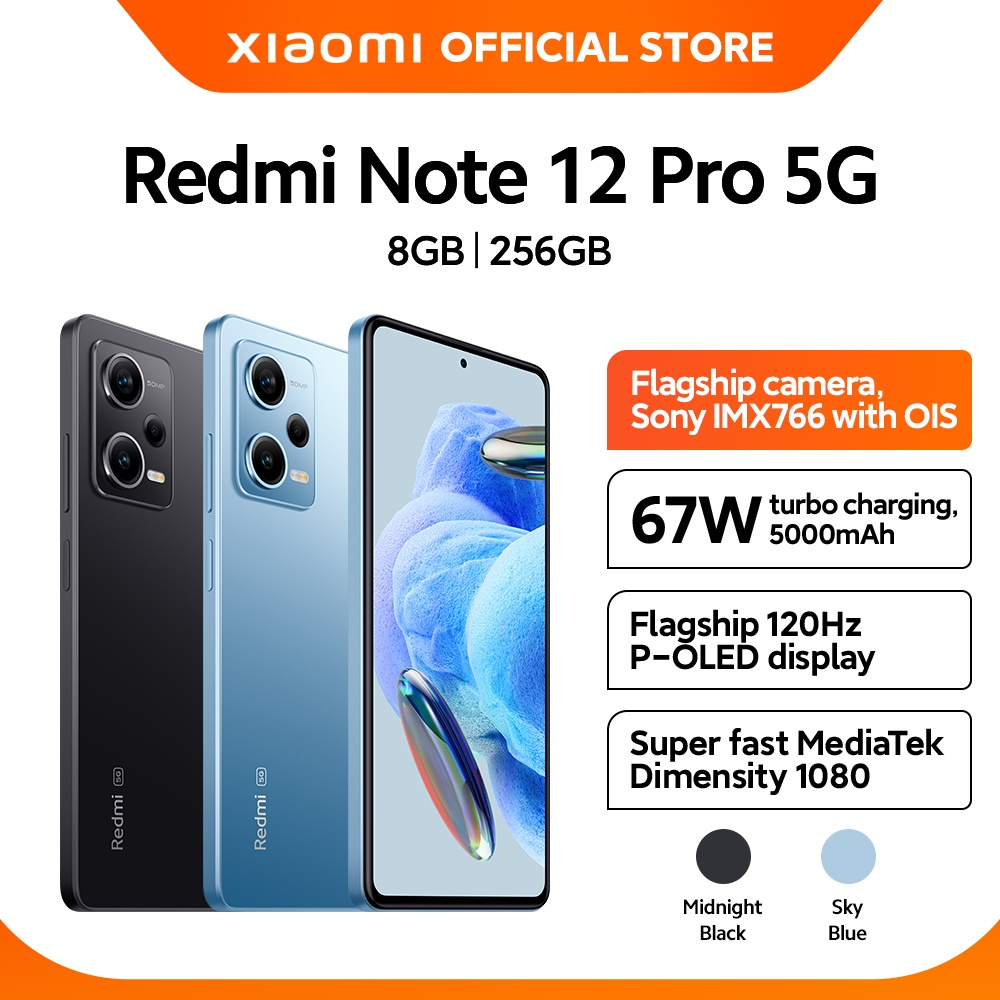 xiaomi OFFICIAL STORE
Redmi Note 12 Pro 5G
8GB | 256GB
50MP
50MP
Redmi 5G
Redmi 5G
Flagship camera,
Sony IMX766 with OIS
67W turbo charging,
5000mAh
Flagship 120Hz
P-OLED display
Super fast MediaTek
Dimensity 1080
Midnight
Black
Sky
Blue